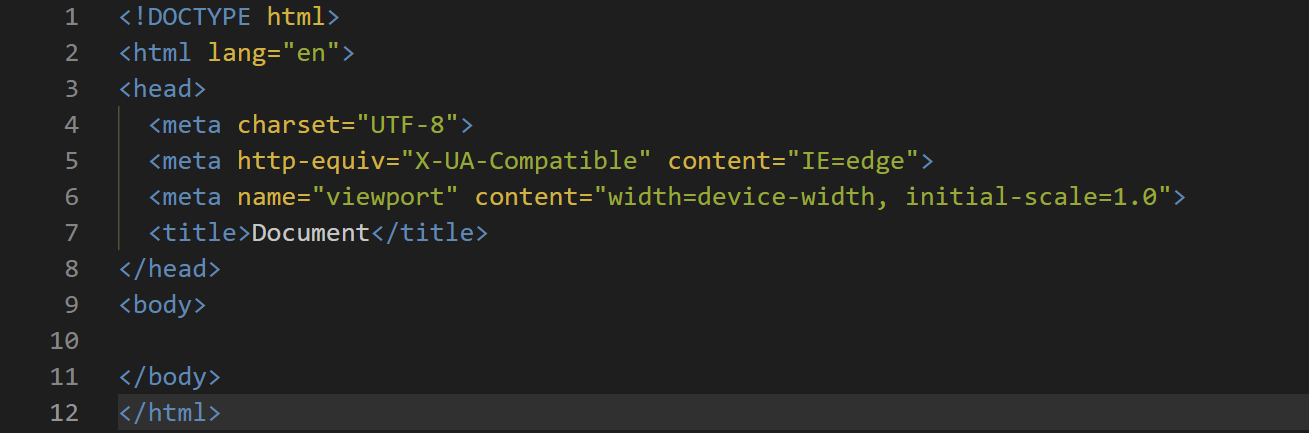 1 <!DOCTYPE html>
2 <html lang="en">
3 <head>
4   <meta charset="UTF-8">
5   <meta http-equiv="X-UA-Compatible" content="IE=edge">
6   <meta name="viewport" content="width=device-width, initial-scale=1.0">
7   <title>Document</title>
8 </head>
9 <body>
10
11 </body>
12 </html>